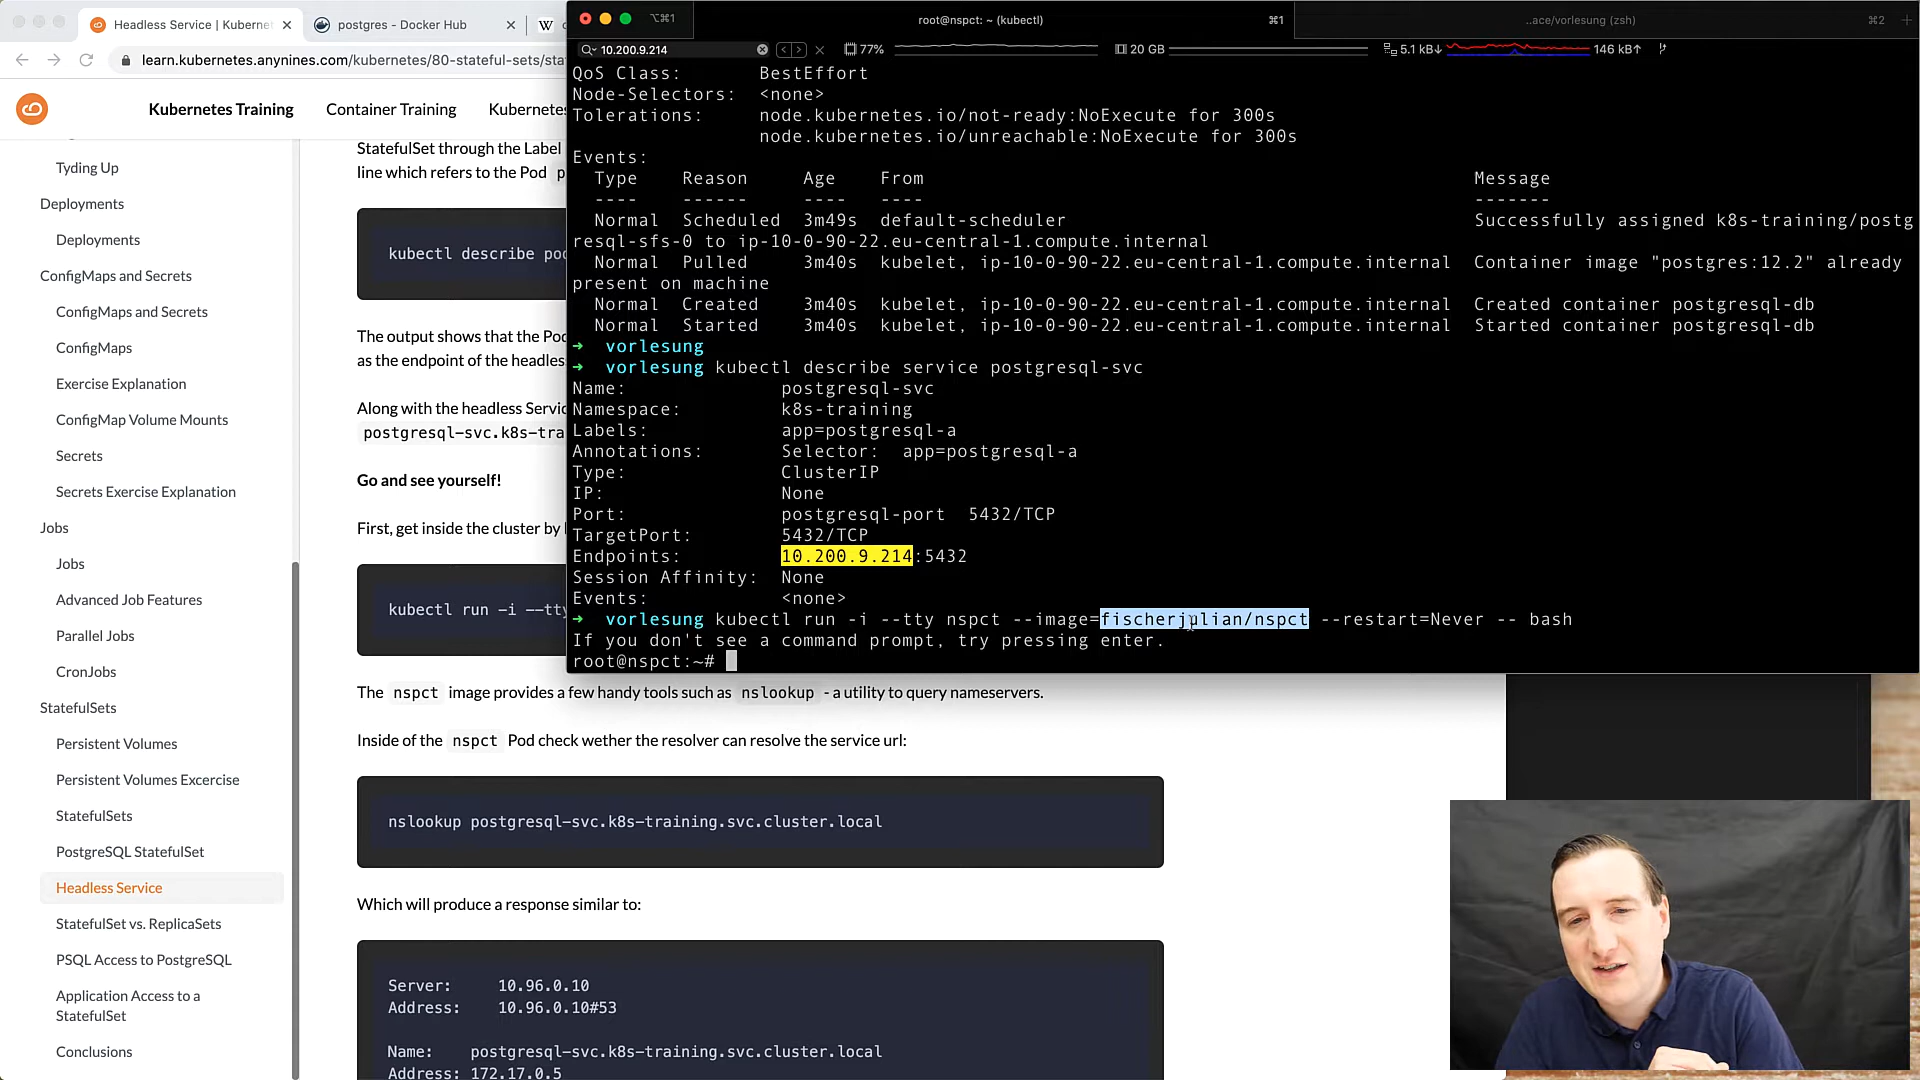 Headless Service | Kubernet
postgres - Docker Hub
W
learn.kubernetes.anynines.com/kubernetes/80-stateful-sets/sta
Kubernetes Training
Container Training
Kubernetes
Tyding Up
Deployments
Deployments
ConfigMaps and Secrets
ConfigMaps and Secrets
ConfigMaps
Exercise Explanation
ConfigMap Volume Mounts
Secrets
Secrets Exercise Explanation
Jobs
Jobs
Advanced Job Features
Parallel Jobs
CronJobs
StatefulSets
Persistent Volumes
Persistent Volumes Excercise
StatefulSets
PostgreSQL StatefulSet
Headless Service
StatefulSet vs. ReplicaSets
PSQL Access to PostgreSQL
Application Access to a
StatefulSet
Conclusions
StatefulSet through the Label
line which refers to the Pod p
kubectl describe pod
The output shows that the Pod
as the endpoint of the headles
Along with the headless Servic
postgresql-svc.k8s-tra
Go and see yourself!
First, get inside the cluster by
kubectl run -i --tty
The nspct image provides a few handy tools such as nslookup - a utility to query nameservers.
Inside of the nspct Pod check wether the resolver can resolve the service url:
nslookup postgresql-svc.k8s-training.svc.cluster.local
Which will produce a response similar to:
Server: 10.96.0.10
Address: 10.96.0.10#53
Name: postgresql-svc.k8s-training.svc.cluster.local
Address: 172.17.0.5
⌥⌘1
root@nspct: ~ (kubectl)
⌘1
..ace/vorlesung (zsh)
⌘2
10.200.9.214
77%
20 GB
5.1 kB↓
146 kB↑
QoS Class: BestEffort
Node-Selectors: <none>
Tolerations: node.kubernetes.io/not-ready:NoExecute for 300s
node.kubernetes.io/unreachable:NoExecute for 300s
Events:
Type Reason Age From Message
---- ------ ---- ---- -------
Normal Scheduled 3m49s default-scheduler Successfully assigned k8s-training/postg
resql-sfs-0 to ip-10-0-90-22.eu-central-1.compute.internal
Normal Pulled 3m40s kubelet, ip-10-0-90-22.eu-central-1.compute.internal Container image "postgres:12.2" already
present on machine
Normal Created 3m40s kubelet, ip-10-0-90-22.eu-central-1.compute.internal Created container postgresql-db
Normal Started 3m40s kubelet, ip-10-0-90-22.eu-central-1.compute.internal Started container postgresql-db
➜ vorlesung
➜ vorlesung kubectl describe service postgresql-svc
Name: postgresql-svc
Namespace: k8s-training
Labels: app=postgresql-a
Annotations: Selector: app=postgresql-a
Type: ClusterIP
IP: None
Port: postgresql-port 5432/TCP
TargetPort: 5432/TCP
Endpoints: 10.200.9.214:5432
Session Affinity: None
Events: <none>
➜ vorlesung kubectl run -i --tty nspct --image=fischerjulian/nspct --restart=Never -- bash
If you don't see a command prompt, try pressing enter.
root@nspct:~#